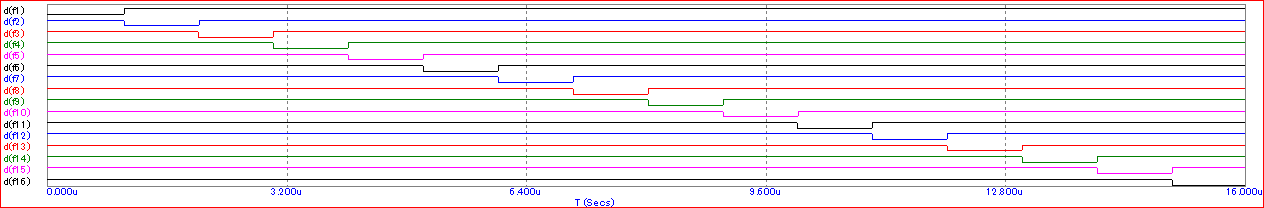 d(f1)
d(f2)
d(f3)
d(f4)
d(f5)
d(f6)
d(f7)
d(f8)
d(f9)
d(f10)
d(f11)
d(f12)
d(f13)
d(f14)
d(f15)
d(f16)
0.000u 3.200u 6.400u 9.600u 12.800u 16.000u
T (Secs)